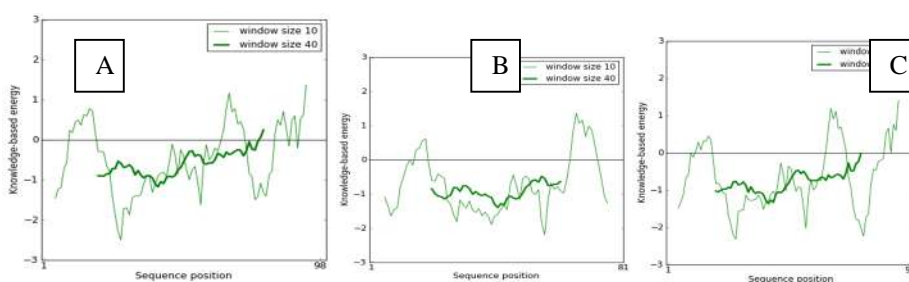 A
window size 10
window size 40
Knowledge-based energy
3
2
1
0
−1
−2
−3
1
98
Sequence position
B
window size 10
window size 40
Knowledge-based energy
3
2
1
0
−1
−2
−3
1
81
Sequence position
C
window
window
Knowledge-based energy
3
2
1
0
−1
−2
−3
1
9
Sequence position